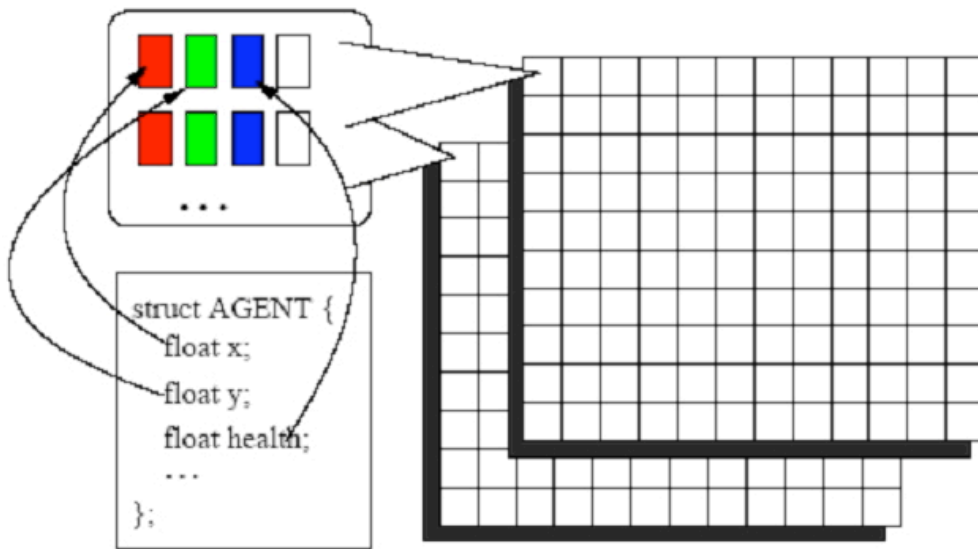 ...
struct AGENT {
float x;
float y;
float health;
...
};